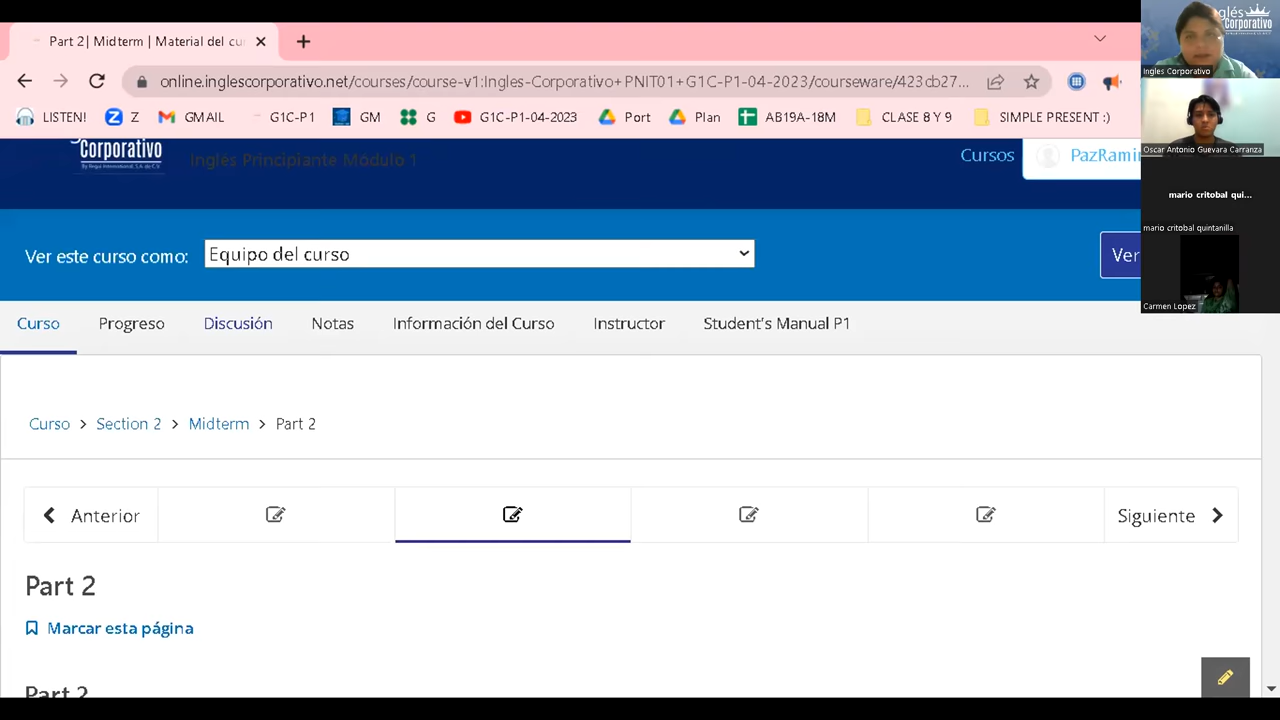 Part 2| Midterm | Material del cu
online.inglescorporativo.net/courses/course-v1:Ingles-Corporativo+PNIT01+G1C-P1-04-2023/courseware/423cb27...
LISTEN! Z GMAIL G1C-P1 GM G G1C-P1-04-2023 Port Plan AB19A-18M CLASE 8 Y 9 SIMPLE PRESENT :)
Corporativo
Inglés Principiante Módulo 1
Cursos
PazRami
Ver este curso como:
Equipo del curso
Ver
Curso Progreso Discusión Notas Información del Curso Instructor Student's Manual P1
Curso > Section 2 > Midterm > Part 2
Anterior
Siguiente
Part 2
Marcar esta página
Part 2
glés
Corporativo
Ingles Corporativo
Oscar Antonio Guevara Carranza
mario critobal qui...
mario critobal quintanilla
Carmen Lopez